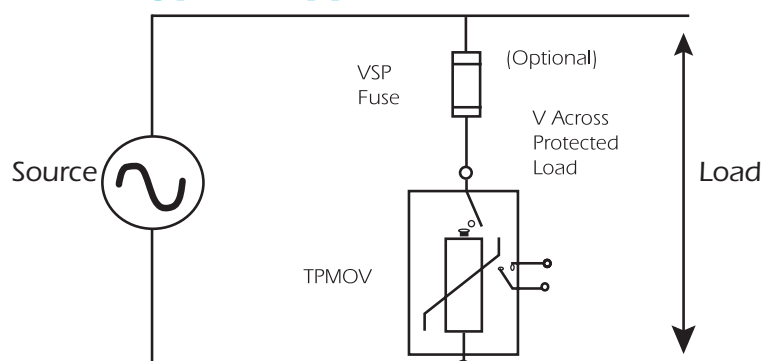 (Optional)
VSP
Fuse
V Across
Protected
Load
Source
Load
TPMOV